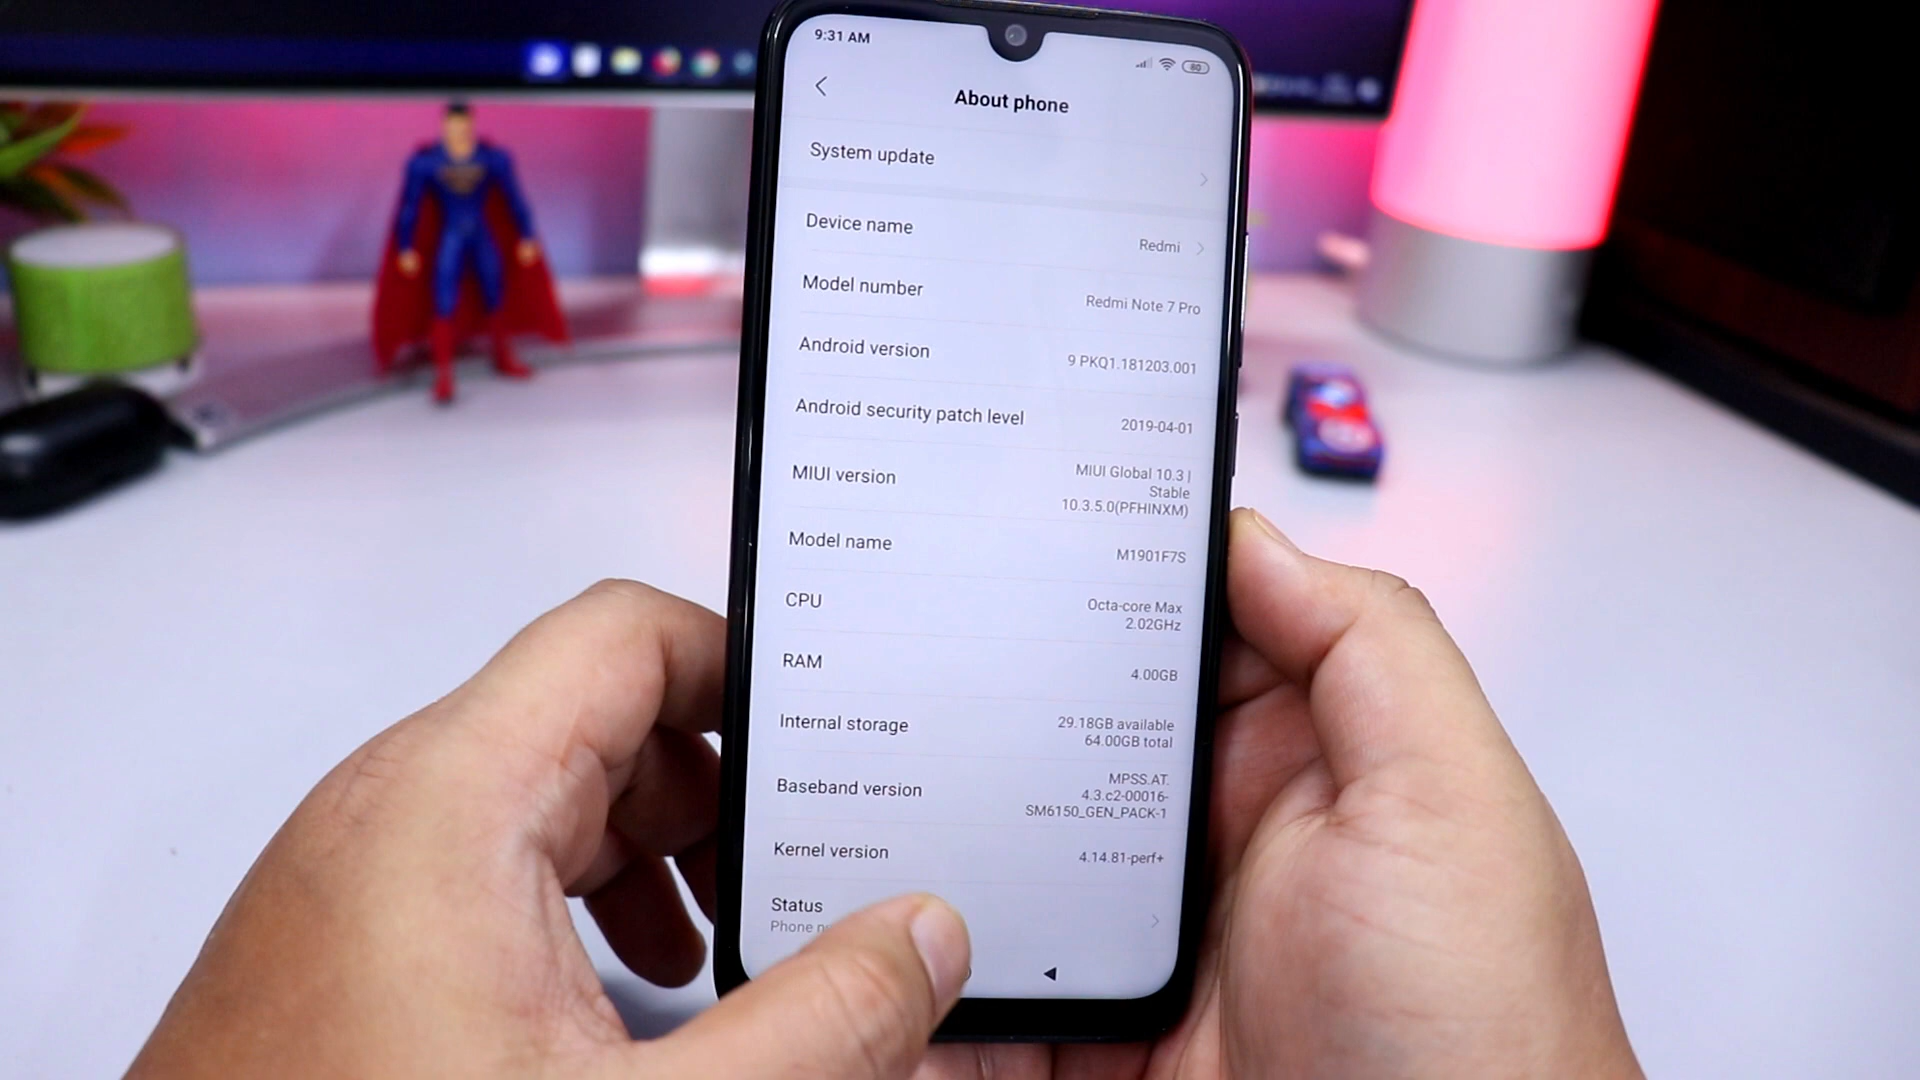 9:31 AM
80
About phone
System update
Device name
Redmi
Model number
Redmi Note 7 Pro
Android version
9 PKQ1.181203.001
Android security patch level
2019-04-01
MIUI version
MIUI Global 10.3 |
Stable
10.3.5.0(PFHINXM)
Model name
M1901F7S
CPU
Octa-core Max
2.02GHz
RAM
4.00GB
Internal storage
29.18GB available
64.00GB total
Baseband version
MPSS.AT.
4.3.c2-00016-
SM6150_GEN_PACK-1
Kernel version
4.14.81-perf+
Status
Phone